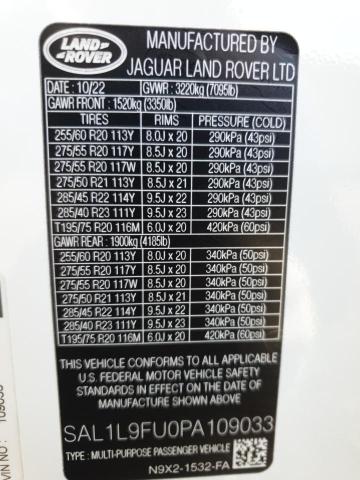 LAND
ROVER
MANUFACTURED BY
JAGUAR LAND ROVER LTD
DATE : 10/22 GVWR : 3220kg (7095lb)
GAWR FRONT : 1520kg (3350lb)
TIRES RIMS PRESSURE (COLD)
255/60 R20 113Y 8.0J x 20 290kPa (43psi)
275/55 R20 117Y 8.5J x 20 290kPa (43psi)
275/55 R20 117W 8.5J x 20 290kPa (43psi)
275/50 R21 113Y 8.5J x 21 290kPa (43psi)
285/45 R22 114Y 9.5J x 22 290kPa (43psi)
285/40 R23 111Y 9.5J x 23 290kPa (43psi)
T195/75 R20 116M 6.0J x 20 420kPa (60psi)
GAWR REAR : 1900kg (4185lb)
255/60 R20 113Y 8.0J x 20 340kPa (50psi)
275/55 R20 117Y 8.5J x 20 340kPa (50psi)
275/55 R20 117W 8.5J x 20 340kPa (50psi)
275/50 R21 113Y 8.5J x 21 340kPa (50psi)
285/45 R22 114Y 9.5J x 22 340kPa (50psi)
285/40 R23 111Y 9.5J x 23 340kPa (50psi)
T195/75 R20 116M 6.0J x 20 420kPa (60psi)
THIS VEHICLE CONFORMS TO ALL APPLICABLE
U.S. FEDERAL MOTOR VEHICLE SAFETY
STANDARDS IN EFFECT ON THE DATE OF
MANUFACTURE SHOWN ABOVE.
SAL1L9FU0PA109033
TYPE : MULTI-PURPOSE PASSENGER VEHICLE
N9X2-1532-FA
VIN NO :
109033